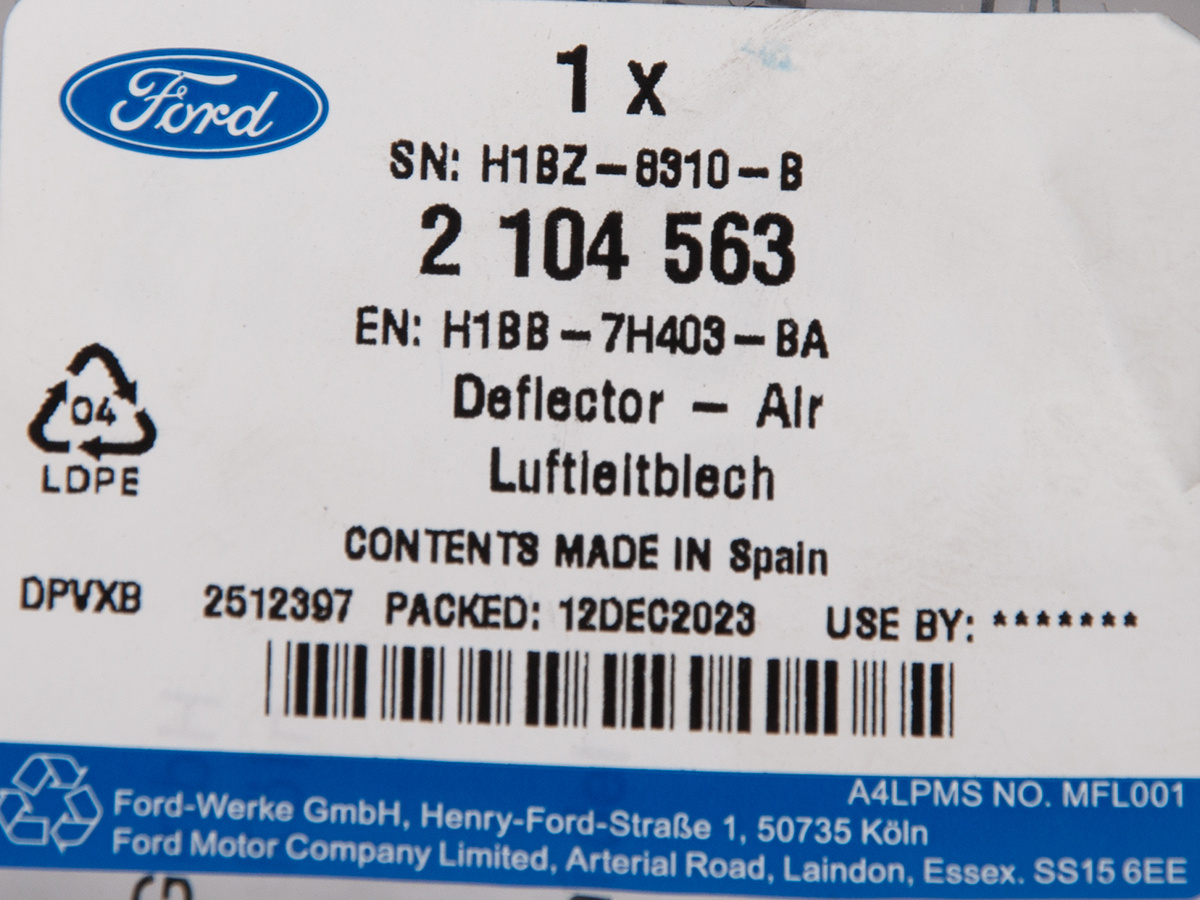 Ford
1 x
SN: H1BZ-8310-B
2 104 563
EN: H1BB-7H403-BA
Deflector - Air
04
Luftleitblech
LDPE
CONTENTS MADE IN Spain
DPVXB 2512397 PACKED: 12DEC2023 USE BY: *******
A4LPMS NO. MFL001
Ford-Werke GmbH, Henry-Ford-Straße 1, 50735 Köln
Ford Motor Company Limited, Arterial Road, Laindon, Essex. SS15 6EE